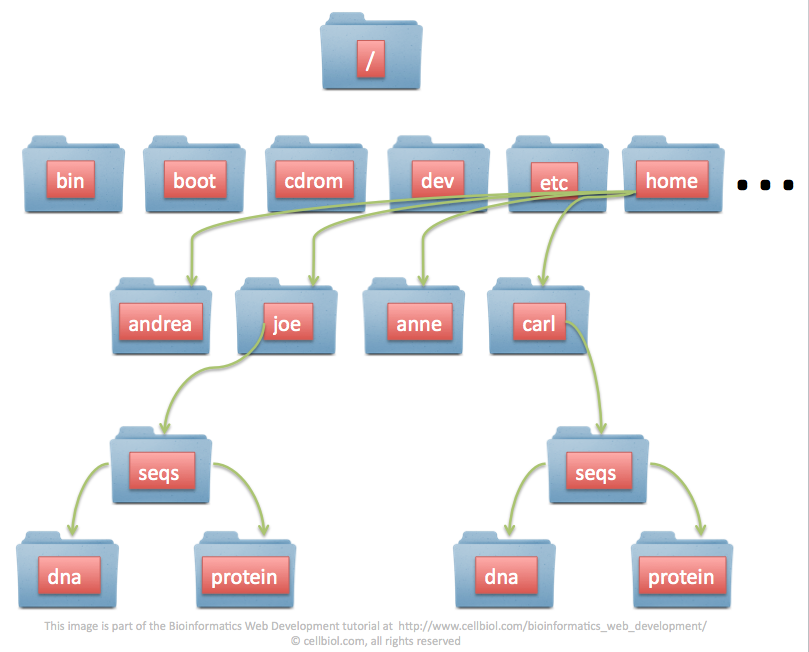 /
bin boot cdrom dev etc home ...
andrea joe anne carl
seqs seqs
dna protein dna protein
This image is part of the Bioinformatics Web Development tutorial at http://www.cellbiol.com/bioinformatics_web_development/
© cellbiol.com, all rights reserved